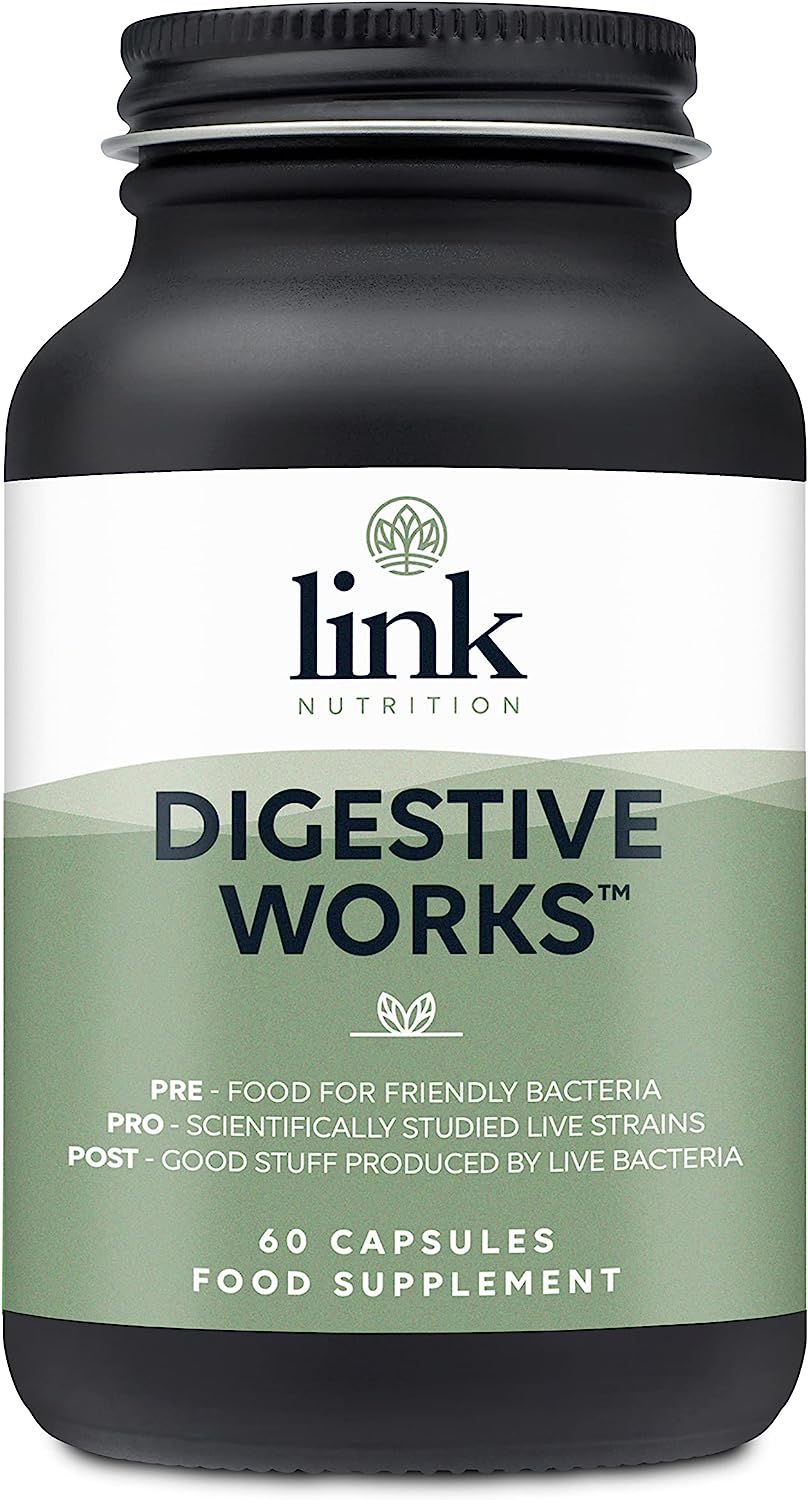 link
NUTRITION
DIGESTIVE
WORKS™
PRE - FOOD FOR FRIENDLY BACTERIA
PRO - SCIENTIFICALLY STUDIED LIVE STRAINS
POST - GOOD STUFF PRODUCED BY LIVE BACTERIA
60 CAPSULES
FOOD SUPPLEMENT